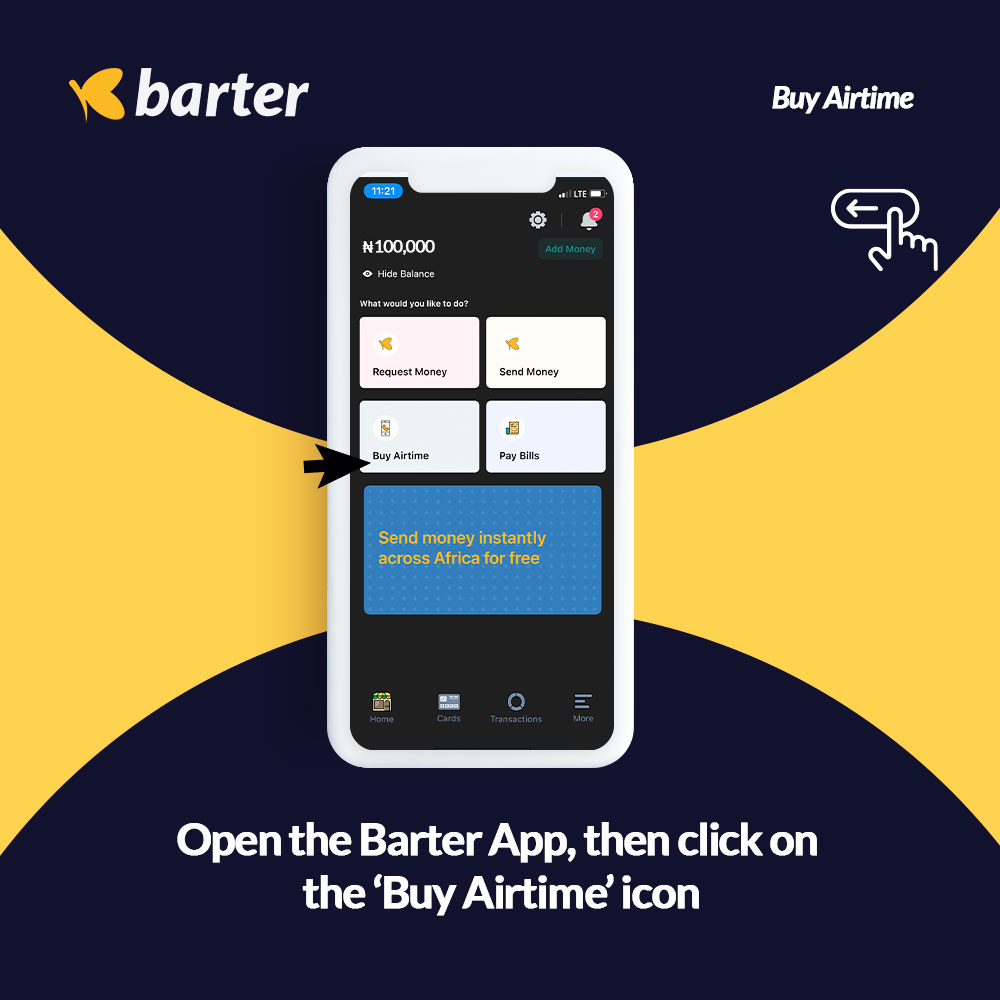 barter
Buy Airtime
11:21
LTE
2
₦100,000
Add Money
Hide Balance
What would you like to do?
Request Money
Send Money
Buy Airtime
Pay Bills
Send money instantly
across Africa for free
Home
Cards
Transactions
More
Open the Barter App, then click on
the ‘Buy Airtime’ icon